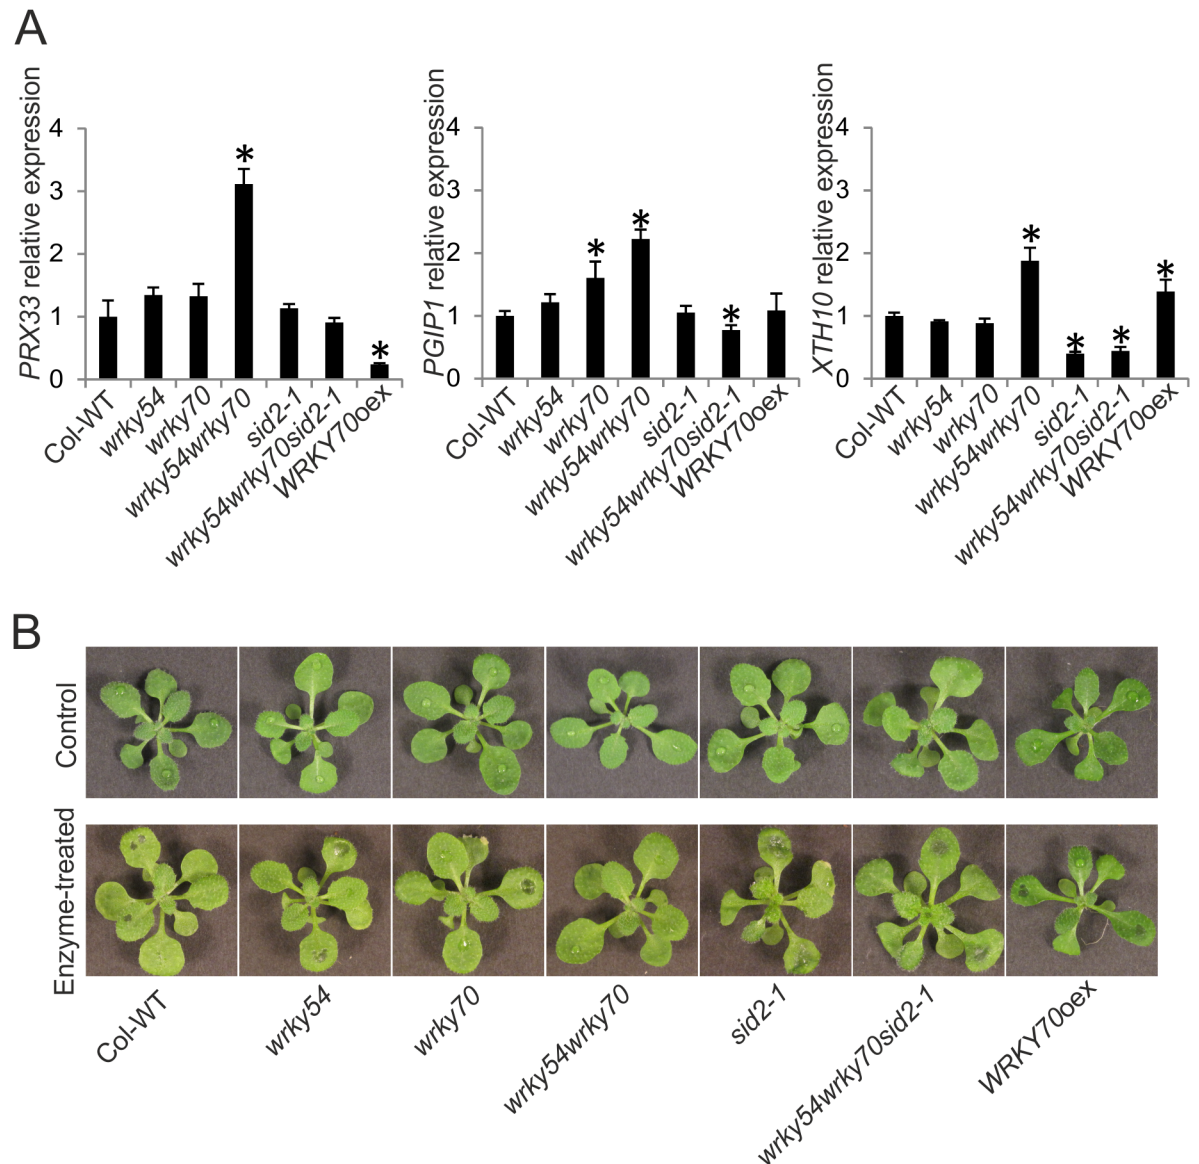 A
PRX33 relative expression
4
3
2
1
0
Col-WT
wrky54
wrky70
wrky54wrky70
sid2-1
wrky54wrky70sid2-1
WRKY70oex
*
*
PGIP1 relative expression
4
3
2
1
0
Col-WT
wrky54
wrky70
wrky54wrky70
sid2-1
wrky54wrky70sid2-1
WRKY70oex
*
*
*
XTH10 relative expression
4
3
2
1
0
Col-WT
wrky54
wrky70
wrky54wrky70
sid2-1
wrky54wrky70sid2-1
WRKY70oex
*
*
*
*
B
Control
Enzyme-treated
Col-WT
wrky54
wrky70
wrky54wrky70
sid2-1
wrky54wrky70sid2-1
WRKY70oex